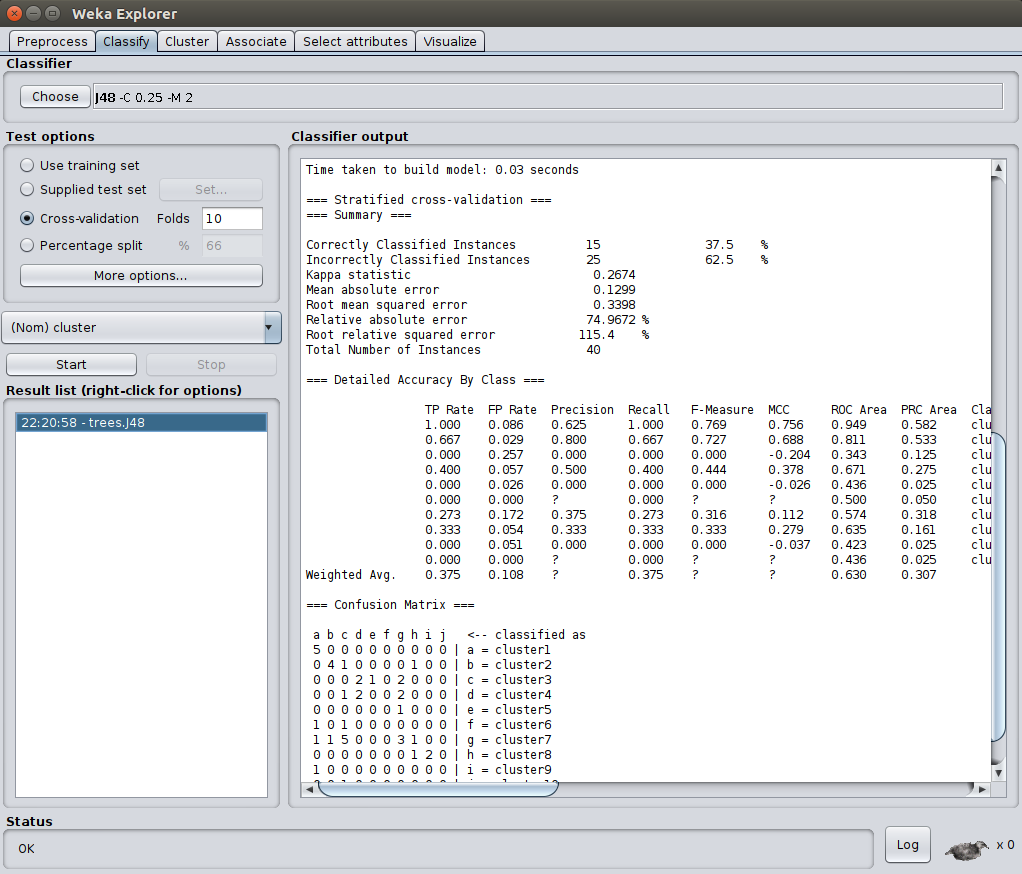 Weka Explorer
Preprocess Classify Cluster Associate Select attributes Visualize
Classifier
Choose J48 -C 0.25 -M 2
Test options
Use training set
Supplied test set Set...
Cross-validation Folds 10
Percentage split % 66
More options...
(Nom) cluster
Start Stop
Result list (right-click for options)
22:20:58 - trees.J48
Classifier output
Time taken to build model: 0.03 seconds
=== Stratified cross-validation ===
=== Summary ===
Correctly Classified Instances 15 37.5 %
Incorrectly Classified Instances 25 62.5 %
Kappa statistic 0.2674
Mean absolute error 0.1299
Root mean squared error 0.3398
Relative absolute error 74.9672 %
Root relative squared error 115.4 %
Total Number of Instances 40
=== Detailed Accuracy By Class ===
TP Rate FP Rate Precision Recall F-Measure MCC ROC Area PRC Area Cla
1.000 0.086 0.625 1.000 0.769 0.756 0.949 0.582 clu
0.667 0.029 0.800 0.667 0.727 0.688 0.811 0.533 clu
0.000 0.257 0.000 0.000 0.000 -0.204 0.343 0.125 clu
0.400 0.057 0.500 0.400 0.444 0.378 0.671 0.275 clu
0.000 0.026 0.000 0.000 0.000 -0.026 0.436 0.025 clu
0.000 0.000 ? 0.000 ? ? 0.500 0.050 clu
0.273 0.172 0.375 0.273 0.316 0.112 0.574 0.318 clu
0.333 0.054 0.333 0.333 0.333 0.279 0.635 0.161 clu
0.000 0.051 0.000 0.000 0.000 -0.037 0.423 0.025 clu
0.000 0.000 ? 0.000 ? ? 0.436 0.025 clu
Weighted Avg. 0.375 0.108 ? 0.375 ? ? 0.630 0.307
=== Confusion Matrix ===
a b c d e f g h i j <-- classified as
5 0 0 0 0 0 0 0 0 0 | a = cluster1
0 4 1 0 0 0 0 1 0 0 | b = cluster2
0 0 0 2 1 0 2 0 0 0 | c = cluster3
0 0 1 2 0 0 2 0 0 0 | d = cluster4
0 0 0 0 0 0 1 0 0 0 | e = cluster5
1 0 1 0 0 0 0 0 0 0 | f = cluster6
1 1 5 0 0 0 3 1 0 0 | g = cluster7
0 0 0 0 0 0 0 1 2 0 | h = cluster8
1 0 0 0 0 0 0 0 0 0 | i = cluster9
Status
OK
Log
x 0